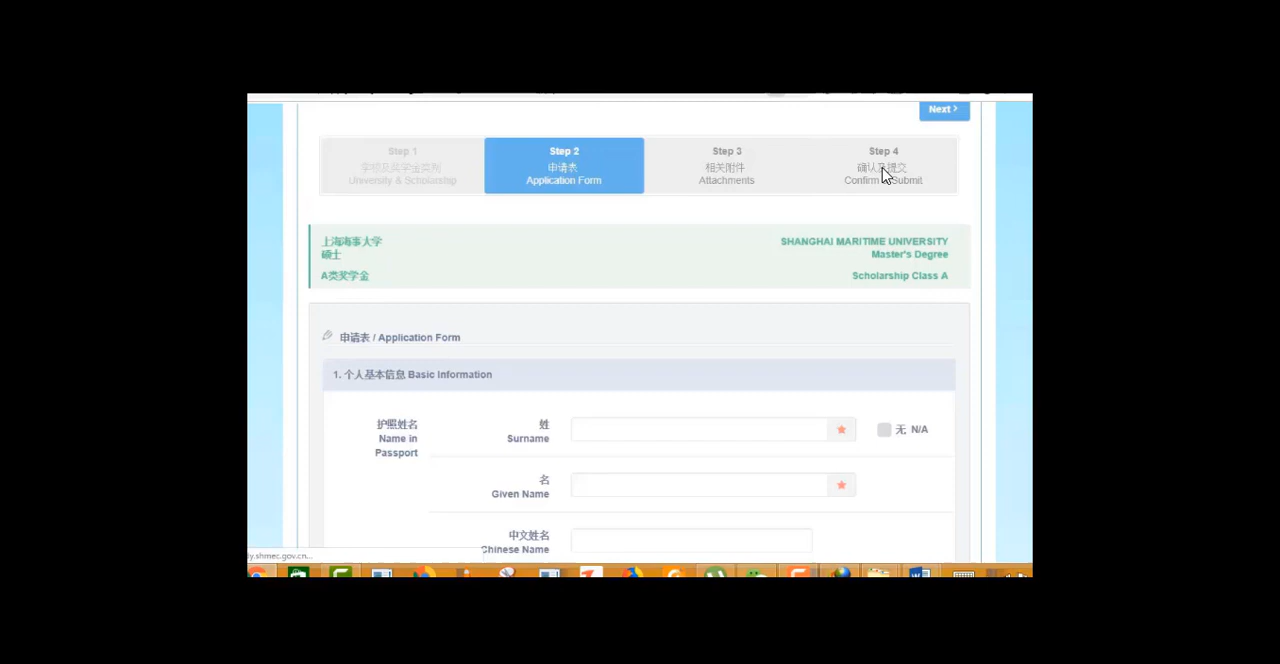 Next >
Step 1
学校及奖学金类别
University & Scholarship
Step 2
申请表
Application Form
Step 3
相关附件
Attachments
Step 4
确认及提交
Confirm Submit
上海海事大学
硕士
A类奖学金
SHANGHAI MARITIME UNIVERSITY
Master's Degree
Scholarship Class A
申请表 / Application Form
1. 个人基本信息 Basic Information
护照姓名
Name in
Passport
姓
Surname
无 N/A
名
Given Name
中文姓名
Chinese Name
y.shmec.gov.cn...